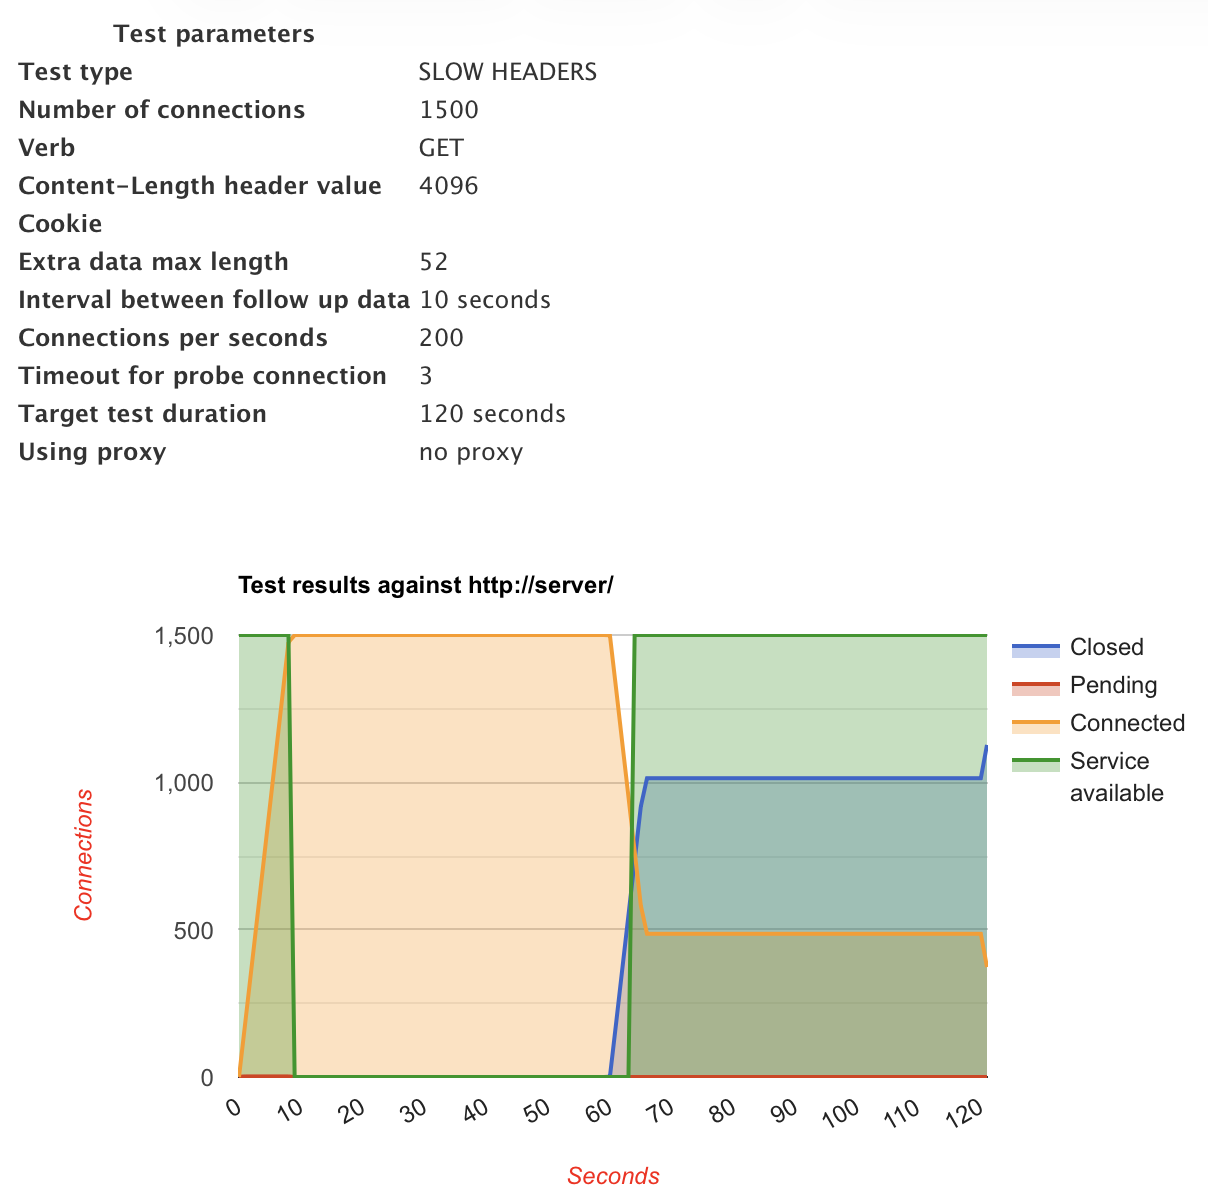 Test parameters
Test type SLOW HEADERS
Number of connections 1500
Verb GET
Content-Length header value 4096
Cookie
Extra data max length 52
Interval between follow up data 10 seconds
Connections per seconds 200
Timeout for probe connection 3
Target test duration 120 seconds
Using proxy no proxy
Test results against http://server/
1,500
1,000
500
0
Connections
0 10 20 30 40 50 60 70 80 90 100 110 120
Seconds
Closed
Pending
Connected
Service
available